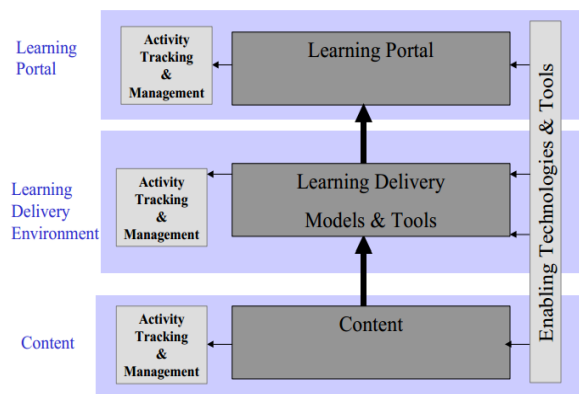 Learning
Portal
Activity
Tracking
&
Management
Learning Portal
Enabling Technologies & Tools
Learning
Delivery
Environment
Activity
Tracking
&
Management
Learning Delivery
Models & Tools
Content
Activity
Tracking
&
Management
Content